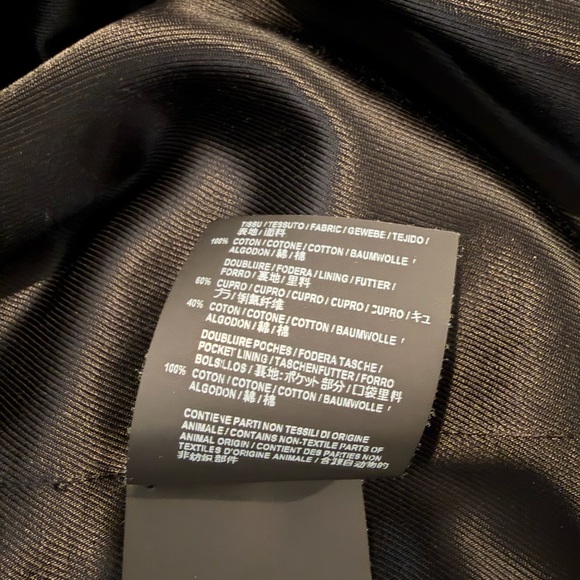 TISSU / TESSUTO / FABRIC / GEWEBE / TEJIDO /
表地 / 面料
100% COTON / COTONE / COTTON / BAUMWOLLE /
ALGODON / 綿 / 棉
DOUBLURE / FODERA / LINING / FUTTER /
FORRO / 裏地 / 里料
60% CUPRO / CUPRO / CUPRO / CUPRO / CUPRO / キュ
プラ / 铜氨纤维
40% COTON / COTONE / COTTON / BAUMWOLLE /
ALGODON / 綿 / 棉
DOUBLURE POCHES / FODERA TASCHE /
POCKET LINING / TASCHENFUTTER / FORRO
BOLSILLOS / 裏地:ポケット部分 / 口袋里料
100% COTON / COTONE / COTTON / BAUMWOLLE /
ALGODON / 綿 / 棉
CONTIENE PARTI NON TESSILI DI ORIGINE
ANIMALE / CONTAINS NON-TEXTILE PARTS OF
ANIMAL ORIGIN / CONTIENT DES PARTIES NON
TEXTILES D'ORIGINE ANIMALE / 含源自动物的
非纺织部件